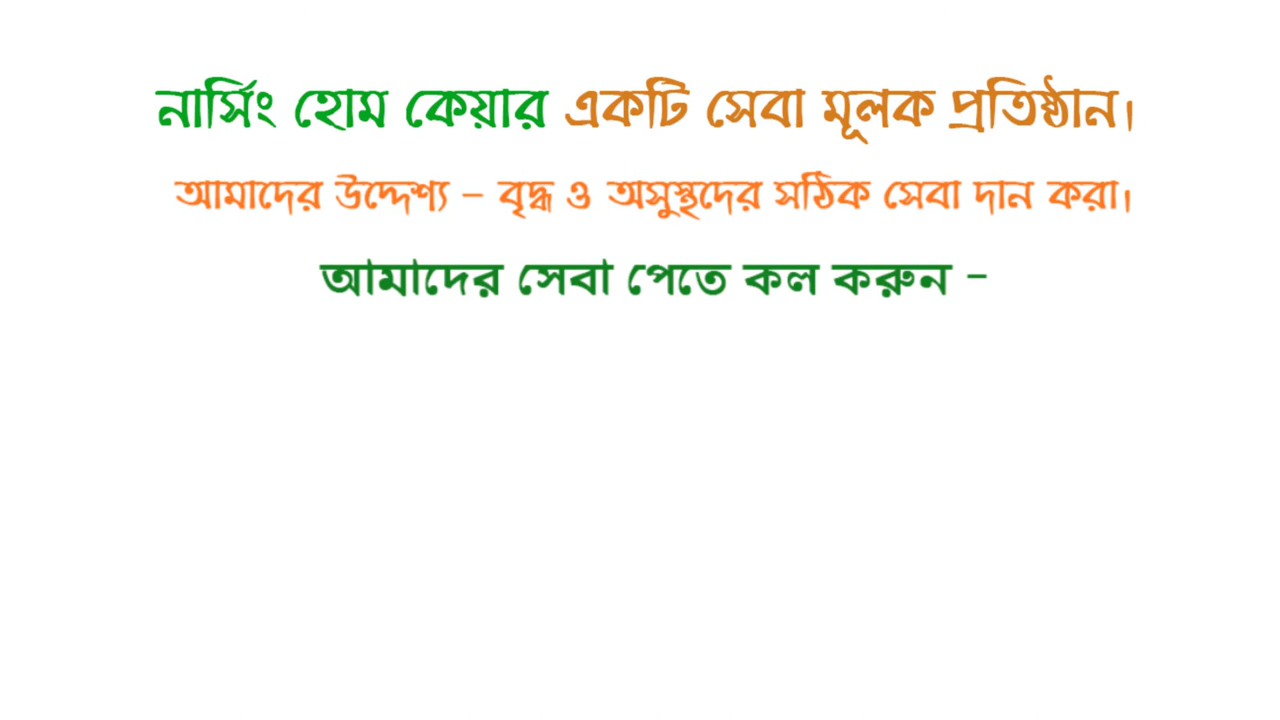 নার্সিং হোম কেয়ার একটি সেবা মূলক প্রতিষ্ঠান।
আমাদের উদ্দেশ্য – বৃদ্ধ ও অসুস্থদের সঠিক সেবা দান করা।
আমাদের সেবা পেতে কল করুন –